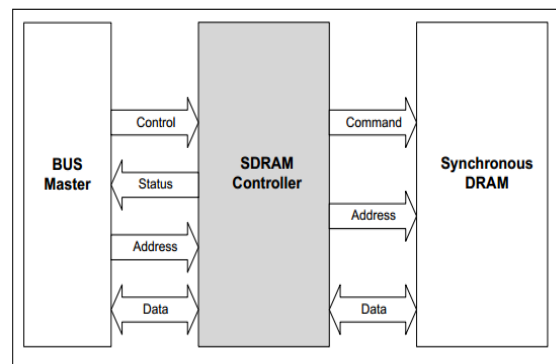 BUS
Master
Control
Status
Address
Data
SDRAM
Controller
Command
Address
Data
Synchronous
DRAM